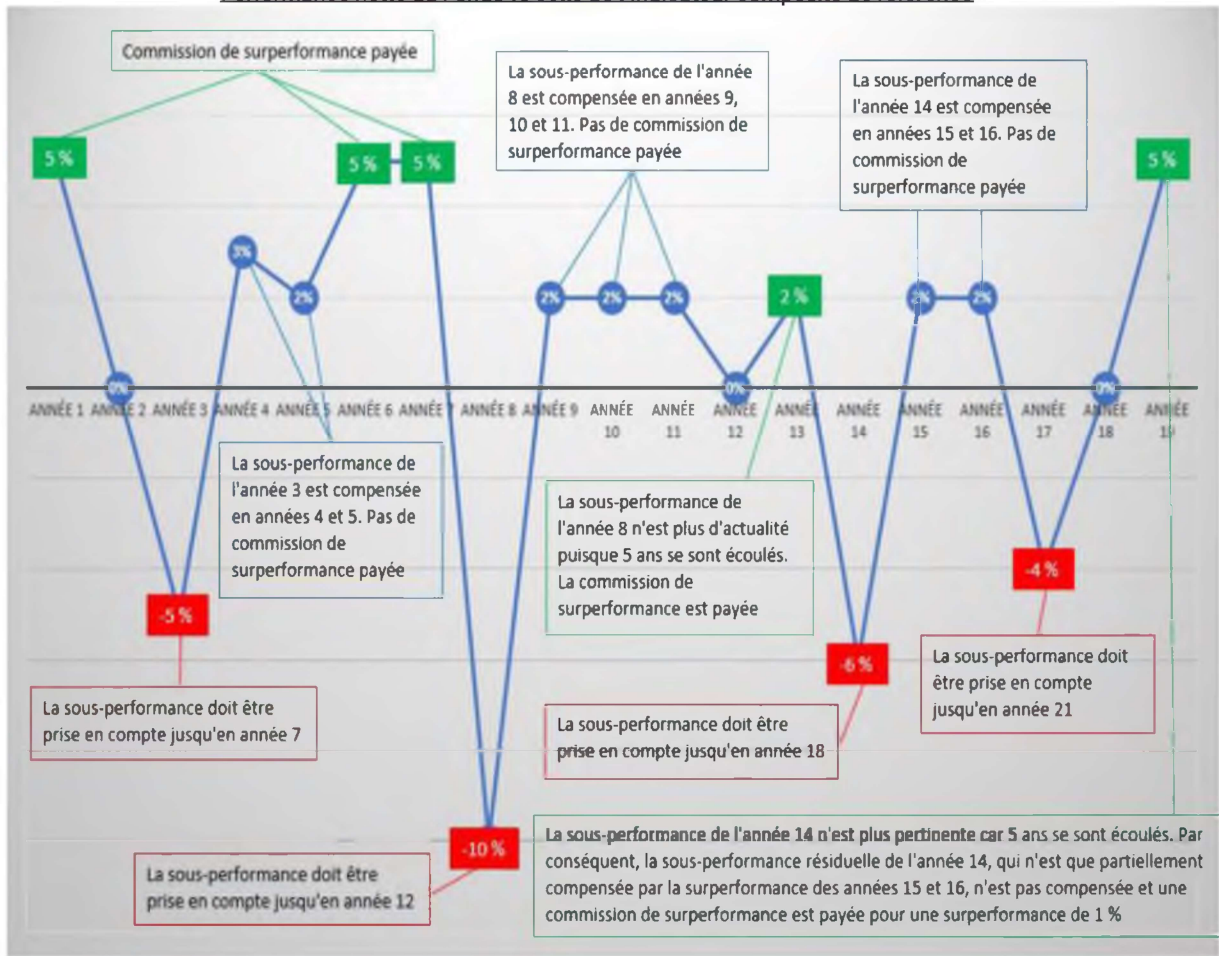 Commission de surperformance payée
La sous-performance de l'année
8 est compensée en années 9,
10 et 11. Pas de commission de
surperformance payée
La sous-performance de
l'année 14 est compensée
en années 15 et 16. Pas de
commission de
surperformance payée
5 %
5 %
5 %
5 %
3%
2%
2%
2%
2%
2 %
2%
2%
0%
0%
0%
ANNÉE 1 ANNÉE 2 ANNÉE 3 ANNÉE 4 ANNÉE 5 ANNÉE 6 ANNÉE 7 ANNÉE 8 ANNÉE 9 ANNÉE ANNÉE ANNÉE ANNÉE ANNÉE ANNÉE ANNÉE ANNÉE ANNÉE ANNÉE
10 11 12 13 14 15 16 17 18 19
La sous-performance de
l'année 3 est compensée
en années 4 et 5. Pas de
commission de
surperformance payée
La sous-performance de
l'année 8 n'est plus d'actualité
puisque 5 ans se sont écoulés.
La commission de
surperformance est payée
-5 %
-4 %
-6 %
-10 %
La sous-performance doit être
prise en compte jusqu'en année 7
La sous-performance doit être
prise en compte jusqu'en année 18
La sous-performance doit
être prise en compte
jusqu'en année 21
La sous-performance doit être
prise en compte jusqu'en année 12
La sous-performance de l'année 14 n'est plus pertinente car 5 ans se sont écoulés. Par
conséquent, la sous-performance résiduelle de l'année 14, qui n'est que partiellement
compensée par la surperformance des années 15 et 16, n'est pas compensée et une
commission de surperformance est payée pour une surperformance de 1 %